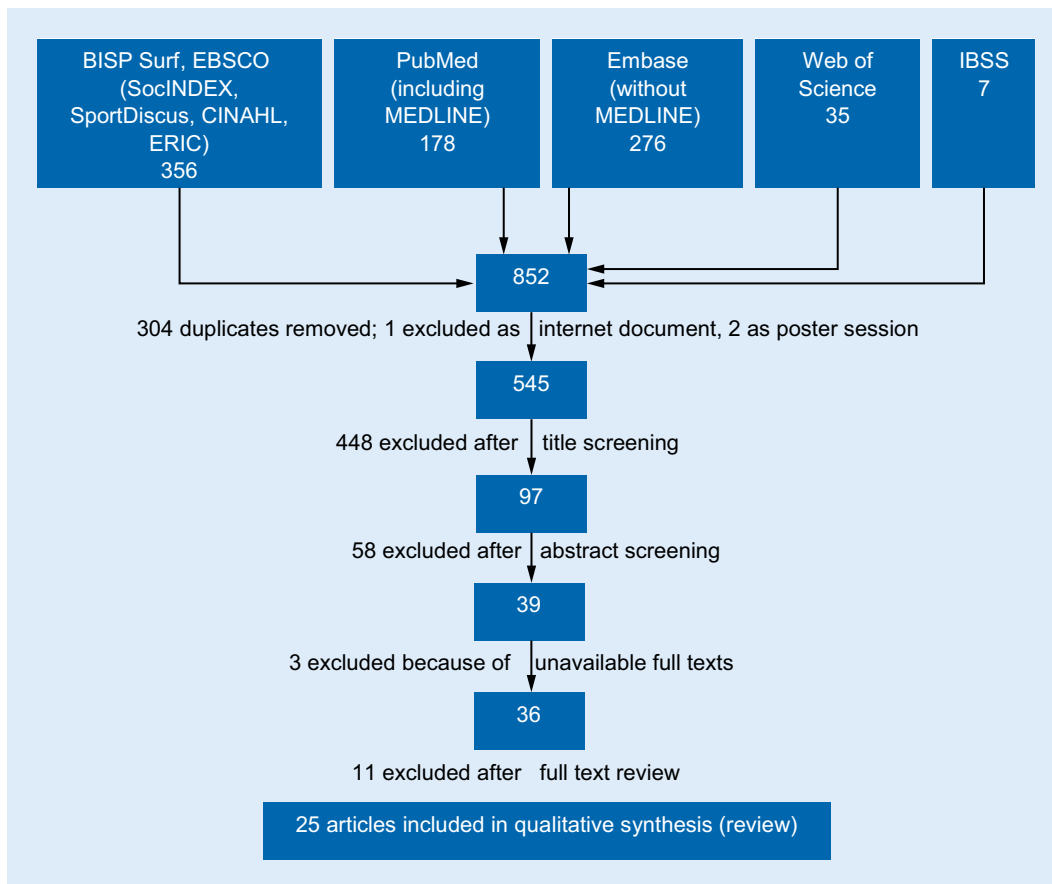 BISP Surf, EBSCO
(SocINDEX,
SportDiscus, CINAHL,
ERIC)
356
PubMed
(including
MEDLINE)
178
Embase
(without
MEDLINE)
276
Web of
Science
35
IBSS
7
852
304 duplicates removed; 1 excluded as internet document, 2 as poster session
545
448 excluded after title screening
97
58 excluded after abstract screening
39
3 excluded because of unavailable full texts
36
11 excluded after full text review
25 articles included in qualitative synthesis (review)